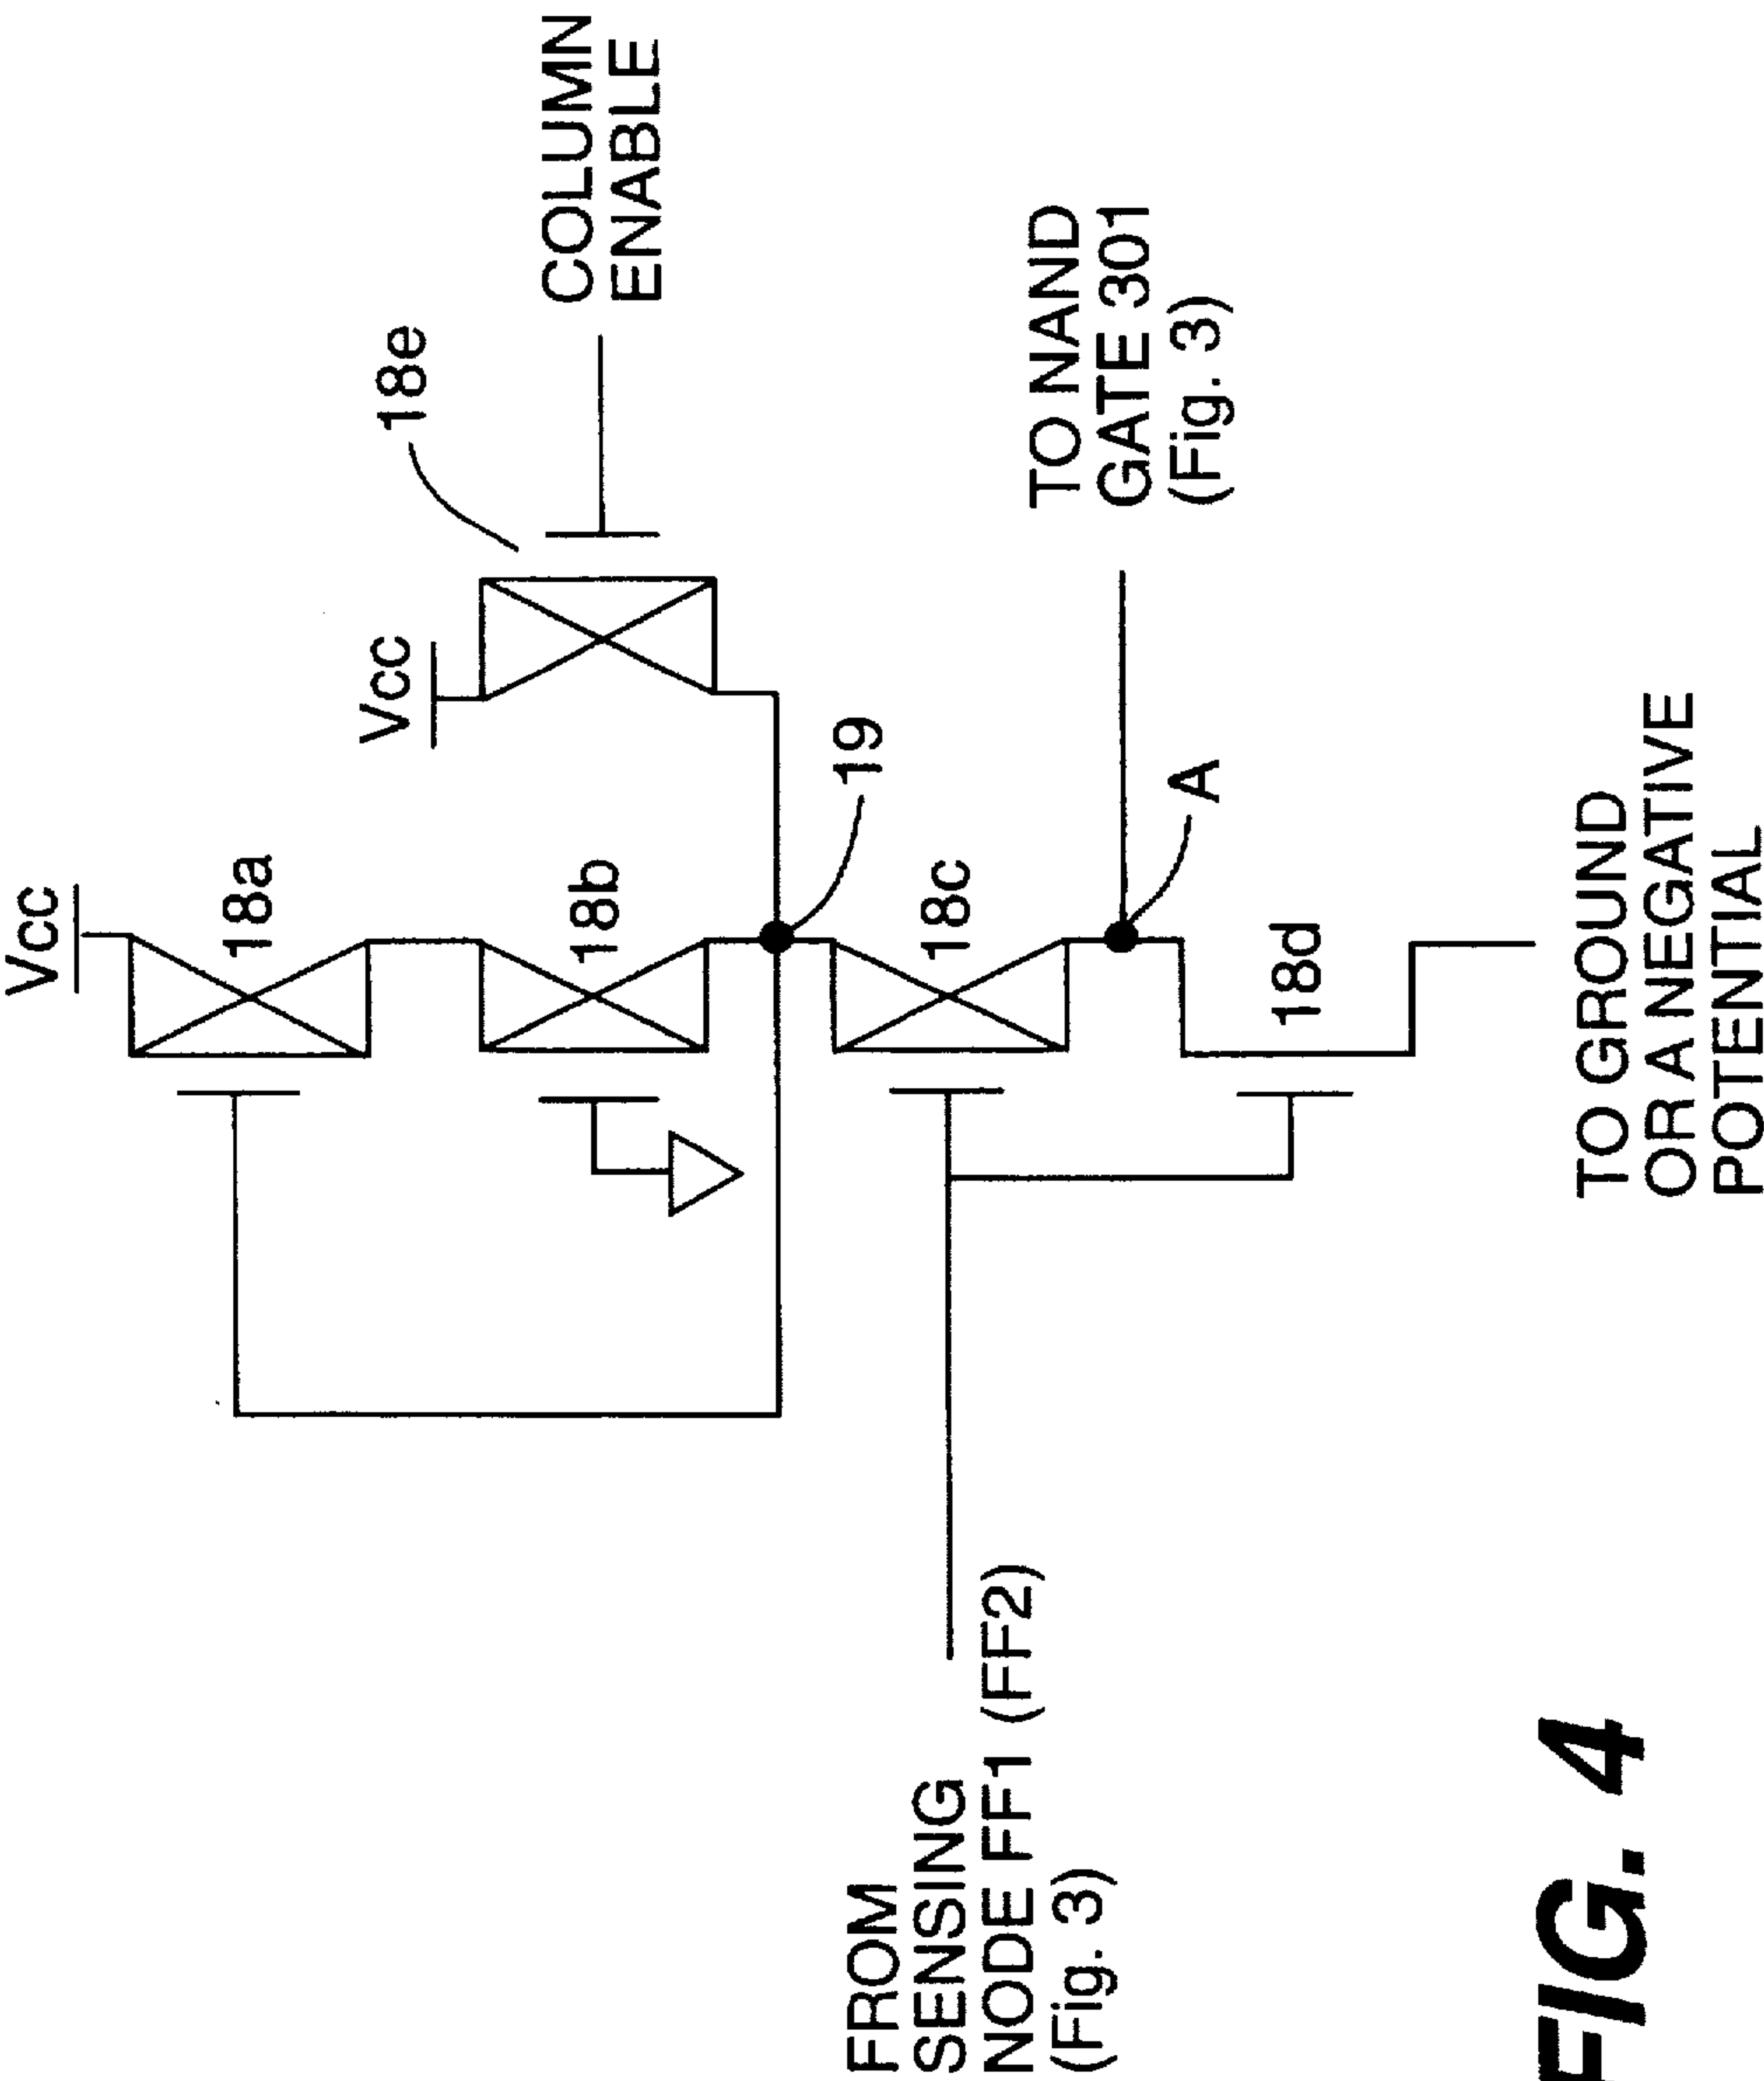 Vcc
18a
Vcc
18e
COLUMN
ENABLE
18b
19
18c
A
TO NAND
GATE 301
(Fig. 3)
FROM
SENSING
NODE FF1 (FF2)
(Fig. 3)
18d
TO GROUND
OR A NEGATIVE
POTENTIAL
FIG. 4